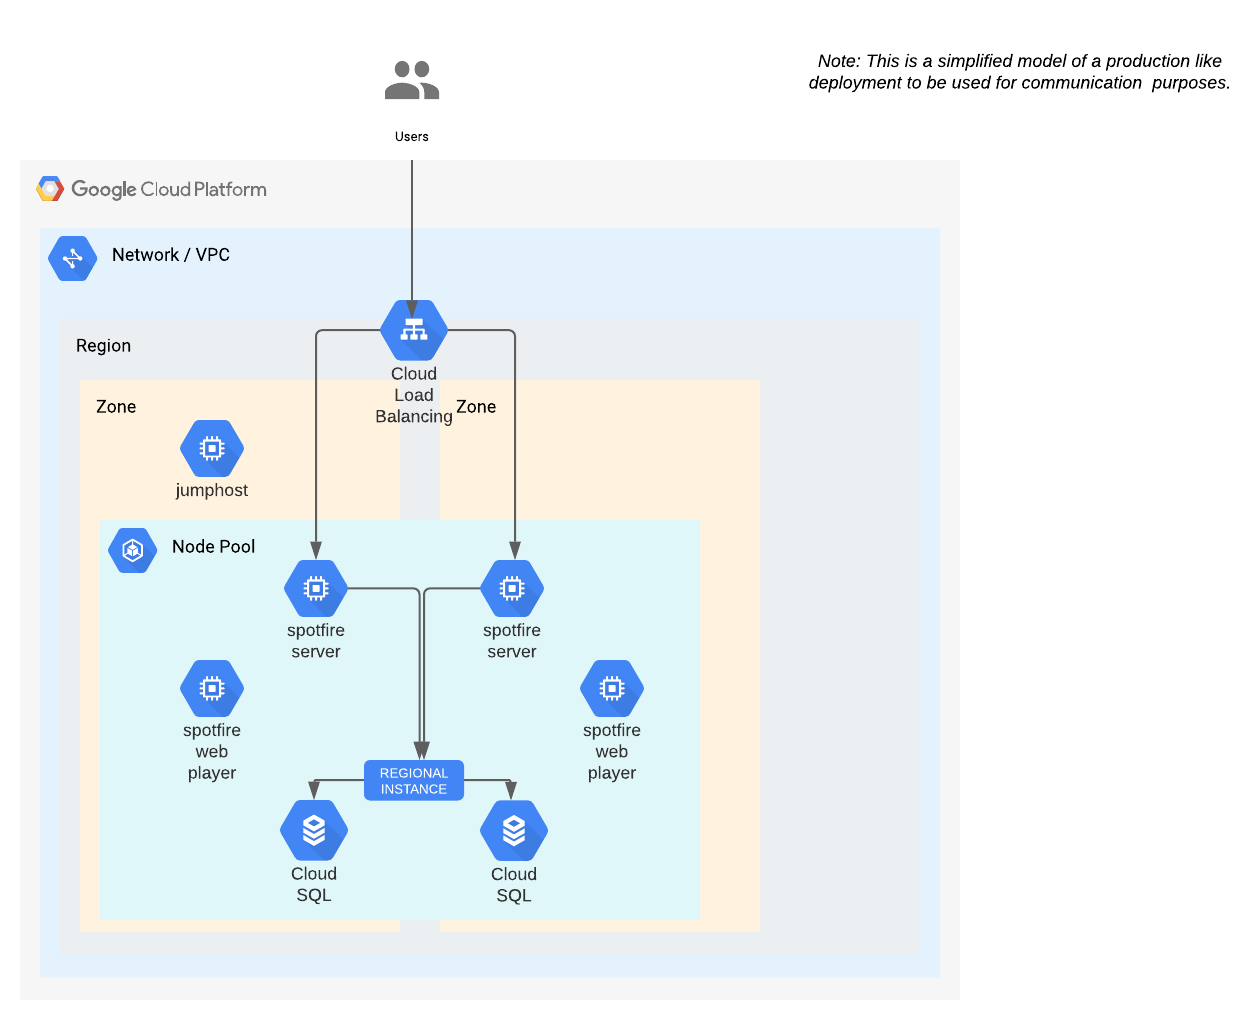 Note: This is a simplified model of a production like
deployment to be used for communication  purposes.
Users
Google Cloud Platform
Network / VPC
Region
Cloud
Load
Balancing
Zone
Zone
jumphost
Node Pool
spotfire
server
spotfire
server
spotfire
web
player
spotfire
web
player
REGIONAL
INSTANCE
Cloud
SQL
Cloud
SQL